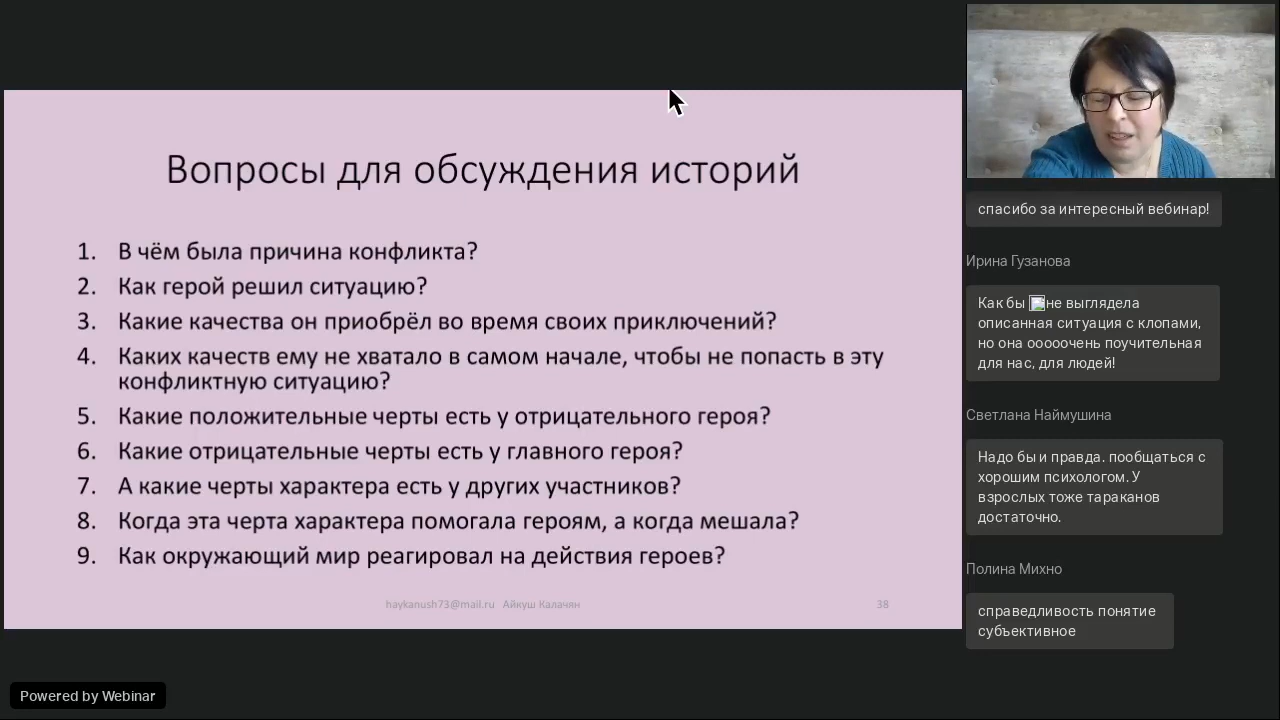 Вопросы для обсуждения историй
1. В чём была причина конфликта?
2. Как герой решил ситуацию?
3. Какие качества он приобрёл во время своих приключений?
4. Каких качеств ему не хватало в самом начале, чтобы не попасть в эту
конфликтную ситуацию?
5. Какие положительные черты есть у отрицательного героя?
6. Какие отрицательные черты есть у главного героя?
7. А какие черты характера есть у других участников?
8. Когда эта черта характера помогала героям, а когда мешала?
9. Как окружающий мир реагировал на действия героев?
haykanush73@mail.ru Айкуш Калачян
38
спасибо за интересный вебинар!
Ирина Гузанова
Как бы не выглядела
описанная ситуация с клопами,
но она ооооочень поучительная
для нас, для людей!
Светлана Наймушина
Надо бы и правда. пообщаться с
хорошим психологом. У
взрослых тоже тараканов
достаточно.
Полина Михно
справедливость понятие
субъективное
Powered by Webinar